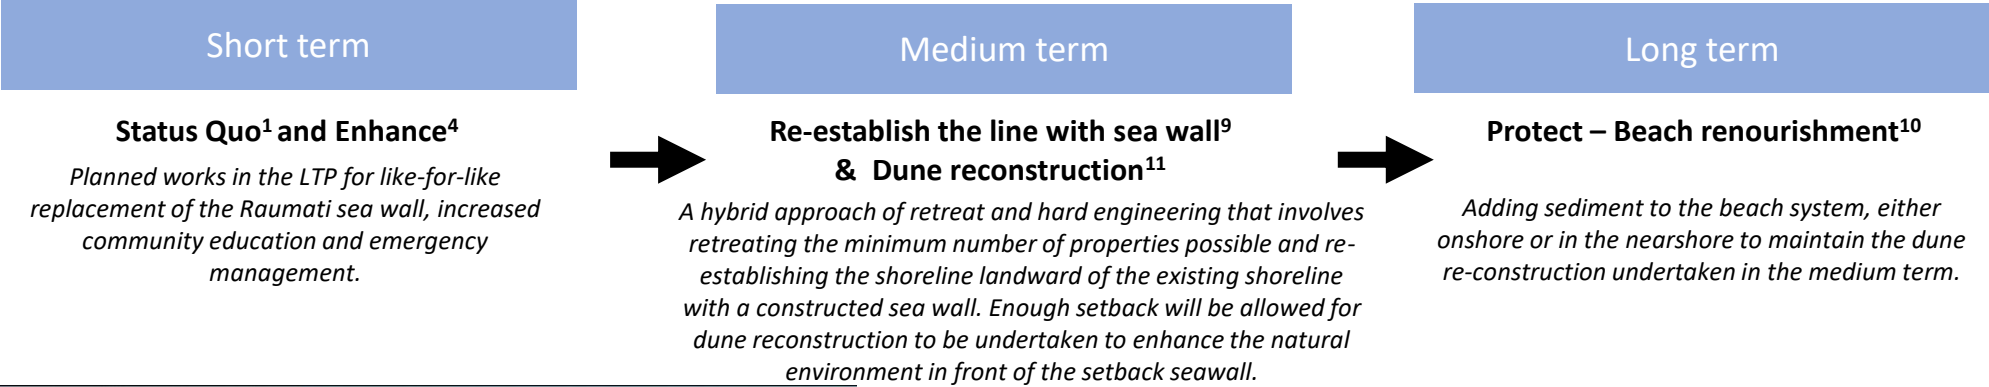 Short term
Status Quo¹ and Enhance⁴
Planned works in the LTP for like-for-like
replacement of the Raumati sea wall, increased
community education and emergency
management.
Medium term
Re-establish the line with sea wall⁹
& Dune reconstruction¹¹
A hybrid approach of retreat and hard engineering that involves
retreating the minimum number of properties possible and re-
establishing the shoreline landward of the existing shoreline
with a constructed sea wall. Enough setback will be allowed for
dune reconstruction to be undertaken to enhance the natural
environment in front of the setback seawall.
Long term
Protect – Beach renourishment¹⁰
Adding sediment to the beach system, either
onshore or in the nearshore to maintain the dune
re-construction undertaken in the medium term.